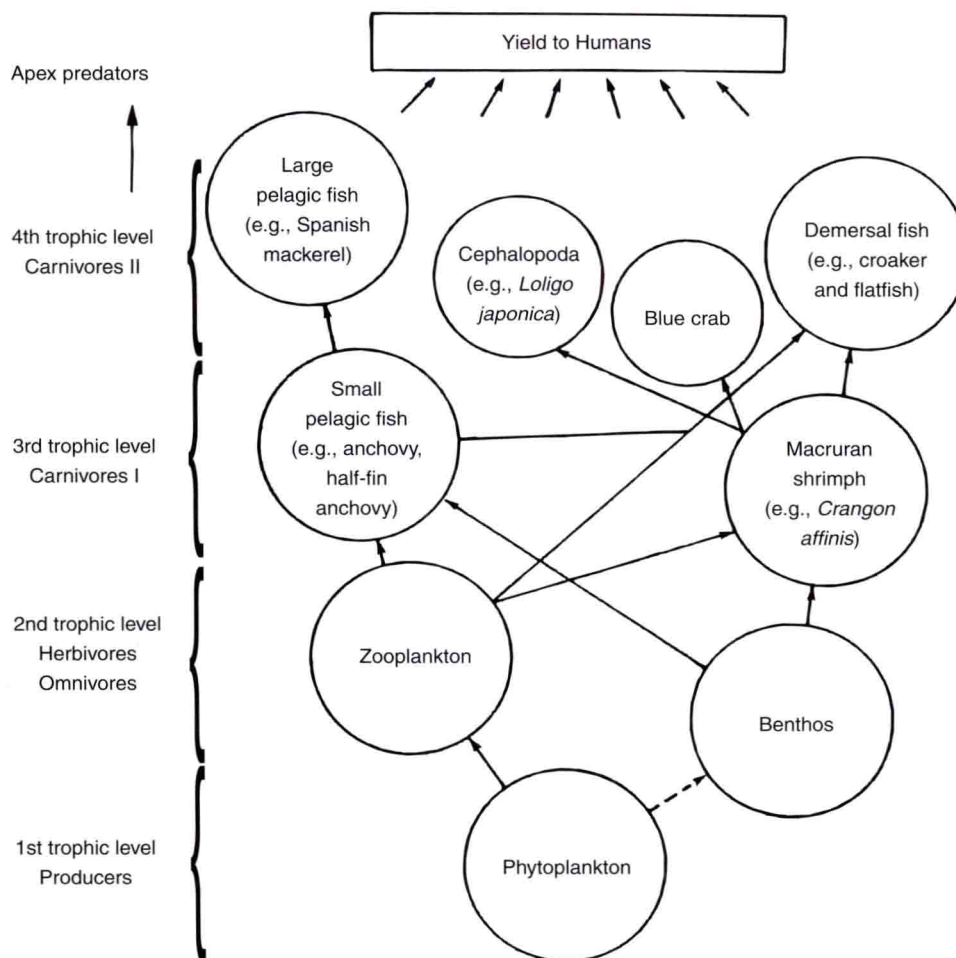 Yield to Humans
Apex predators
Large
pelagic fish
(e.g., Spanish
mackerel)
4th trophic level
Carnivores II
Cephalopoda
(e.g., Loligo
japonica)
Blue crab
Demersal fish
(e.g., croaker
and flatfish)
3rd trophic level
Carnivores I
Small
pelagic fish
(e.g., anchovy,
half-fin
anchovy)
Macruran
shrimph
(e.g., Crangon
affinis)
2nd trophic level
Herbivores
Omnivores
Zooplankton
Benthos
1st trophic level
Producers
Phytoplankton